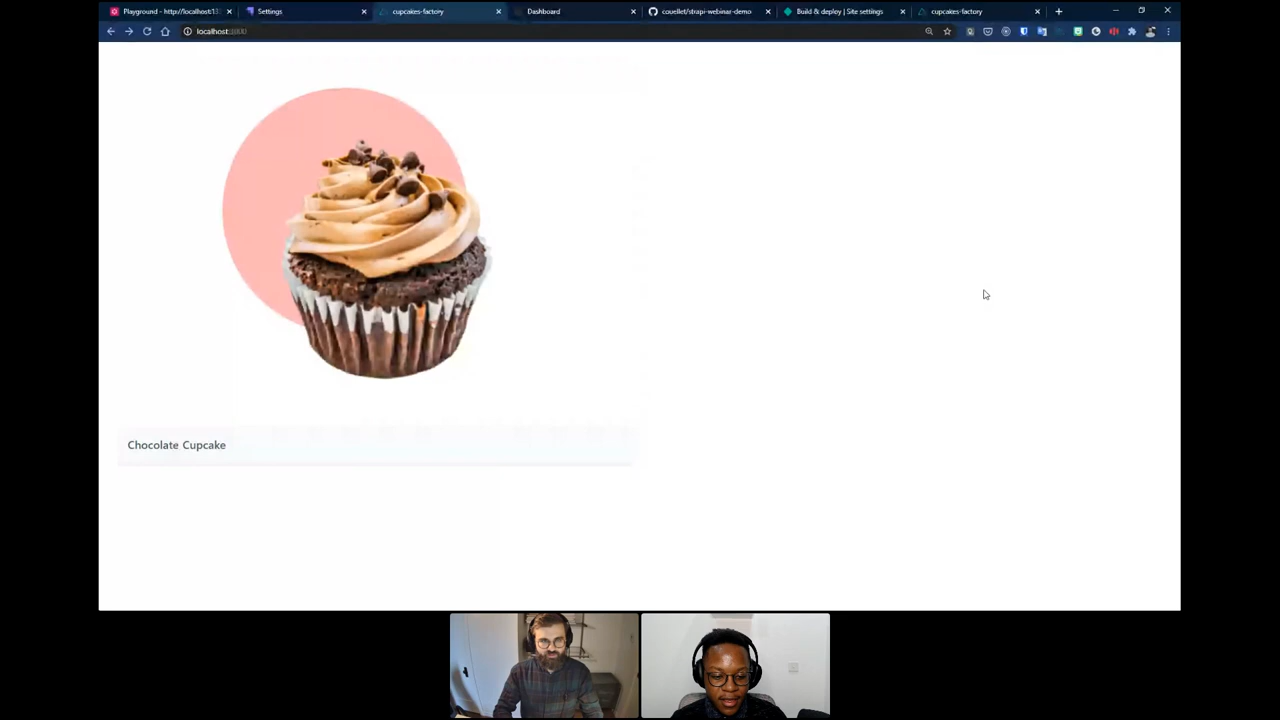 Playground - http://localhost:13
Settings
cupcakes-factory
Dashboard
couellet/strapi-webinar-demo
Build & deploy | Site settings
cupcakes-factory
localhost
Chocolate Cupcake